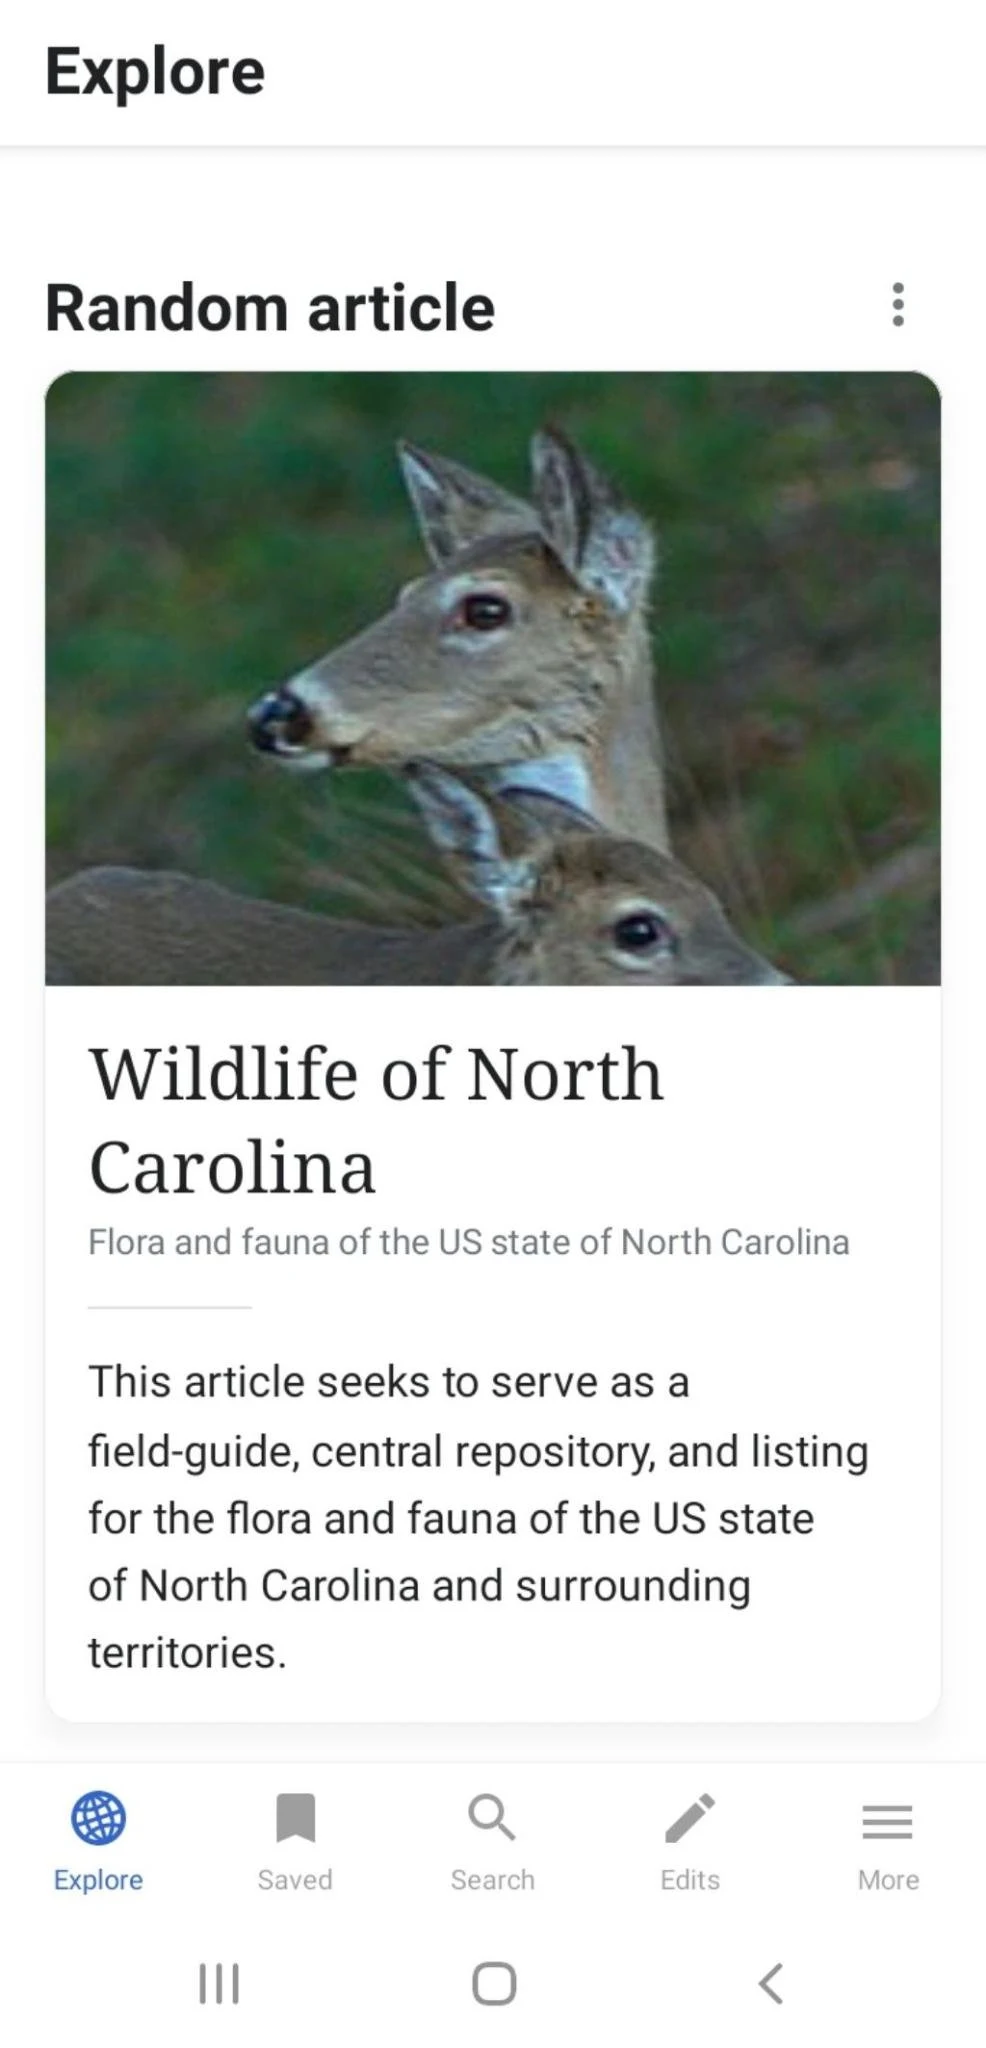 Explore
Random article
Wildlife of North
Carolina
Flora and fauna of the US state of North Carolina
This article seeks to serve as a
field-guide, central repository, and listing
for the flora and fauna of the US state
of North Carolina and surrounding
territories.
Explore
Saved
Search
Edits
More